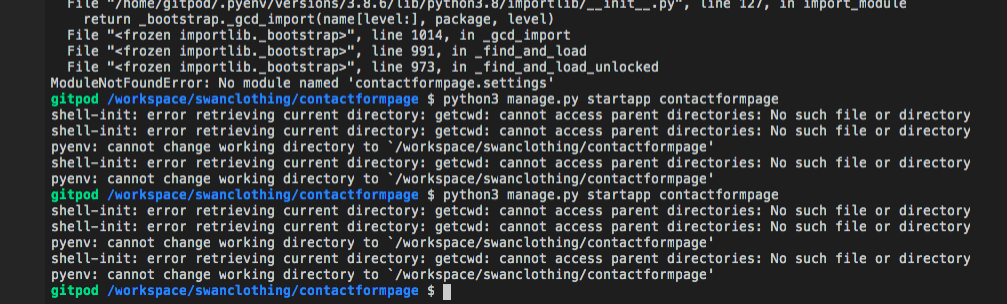 File "/home/gitpod/.pyenv/versions/3.8.6/lib/python3.8/importlib/__init__.py", line 127, in import_module
return _bootstrap._gcd_import(name[level:], package, level)
File "<frozen importlib._bootstrap>", line 1014, in _gcd_import
File "<frozen importlib._bootstrap>", line 991, in _find_and_load
File "<frozen importlib._bootstrap>", line 973, in _find_and_load_unlocked
ModuleNotFoundError: No module named 'contactformpage.settings'
gitpod /workspace/swanclothing/contactformpage $ python3 manage.py startapp contactformpage
shell-init: error retrieving current directory: getcwd: cannot access parent directories: No such file or directory
shell-init: error retrieving current directory: getcwd: cannot access parent directories: No such file or directory
pyenv: cannot change working directory to `/workspace/swanclothing/contactformpage'
shell-init: error retrieving current directory: getcwd: cannot access parent directories: No such file or directory
pyenv: cannot change working directory to `/workspace/swanclothing/contactformpage'
gitpod /workspace/swanclothing/contactformpage $ python3 manage.py startapp contactformpage
shell-init: error retrieving current directory: getcwd: cannot access parent directories: No such file or directory
shell-init: error retrieving current directory: getcwd: cannot access parent directories: No such file or directory
pyenv: cannot change working directory to `/workspace/swanclothing/contactformpage'
shell-init: error retrieving current directory: getcwd: cannot access parent directories: No such file or directory
pyenv: cannot change working directory to `/workspace/swanclothing/contactformpage'
gitpod /workspace/swanclothing/contactformpage $